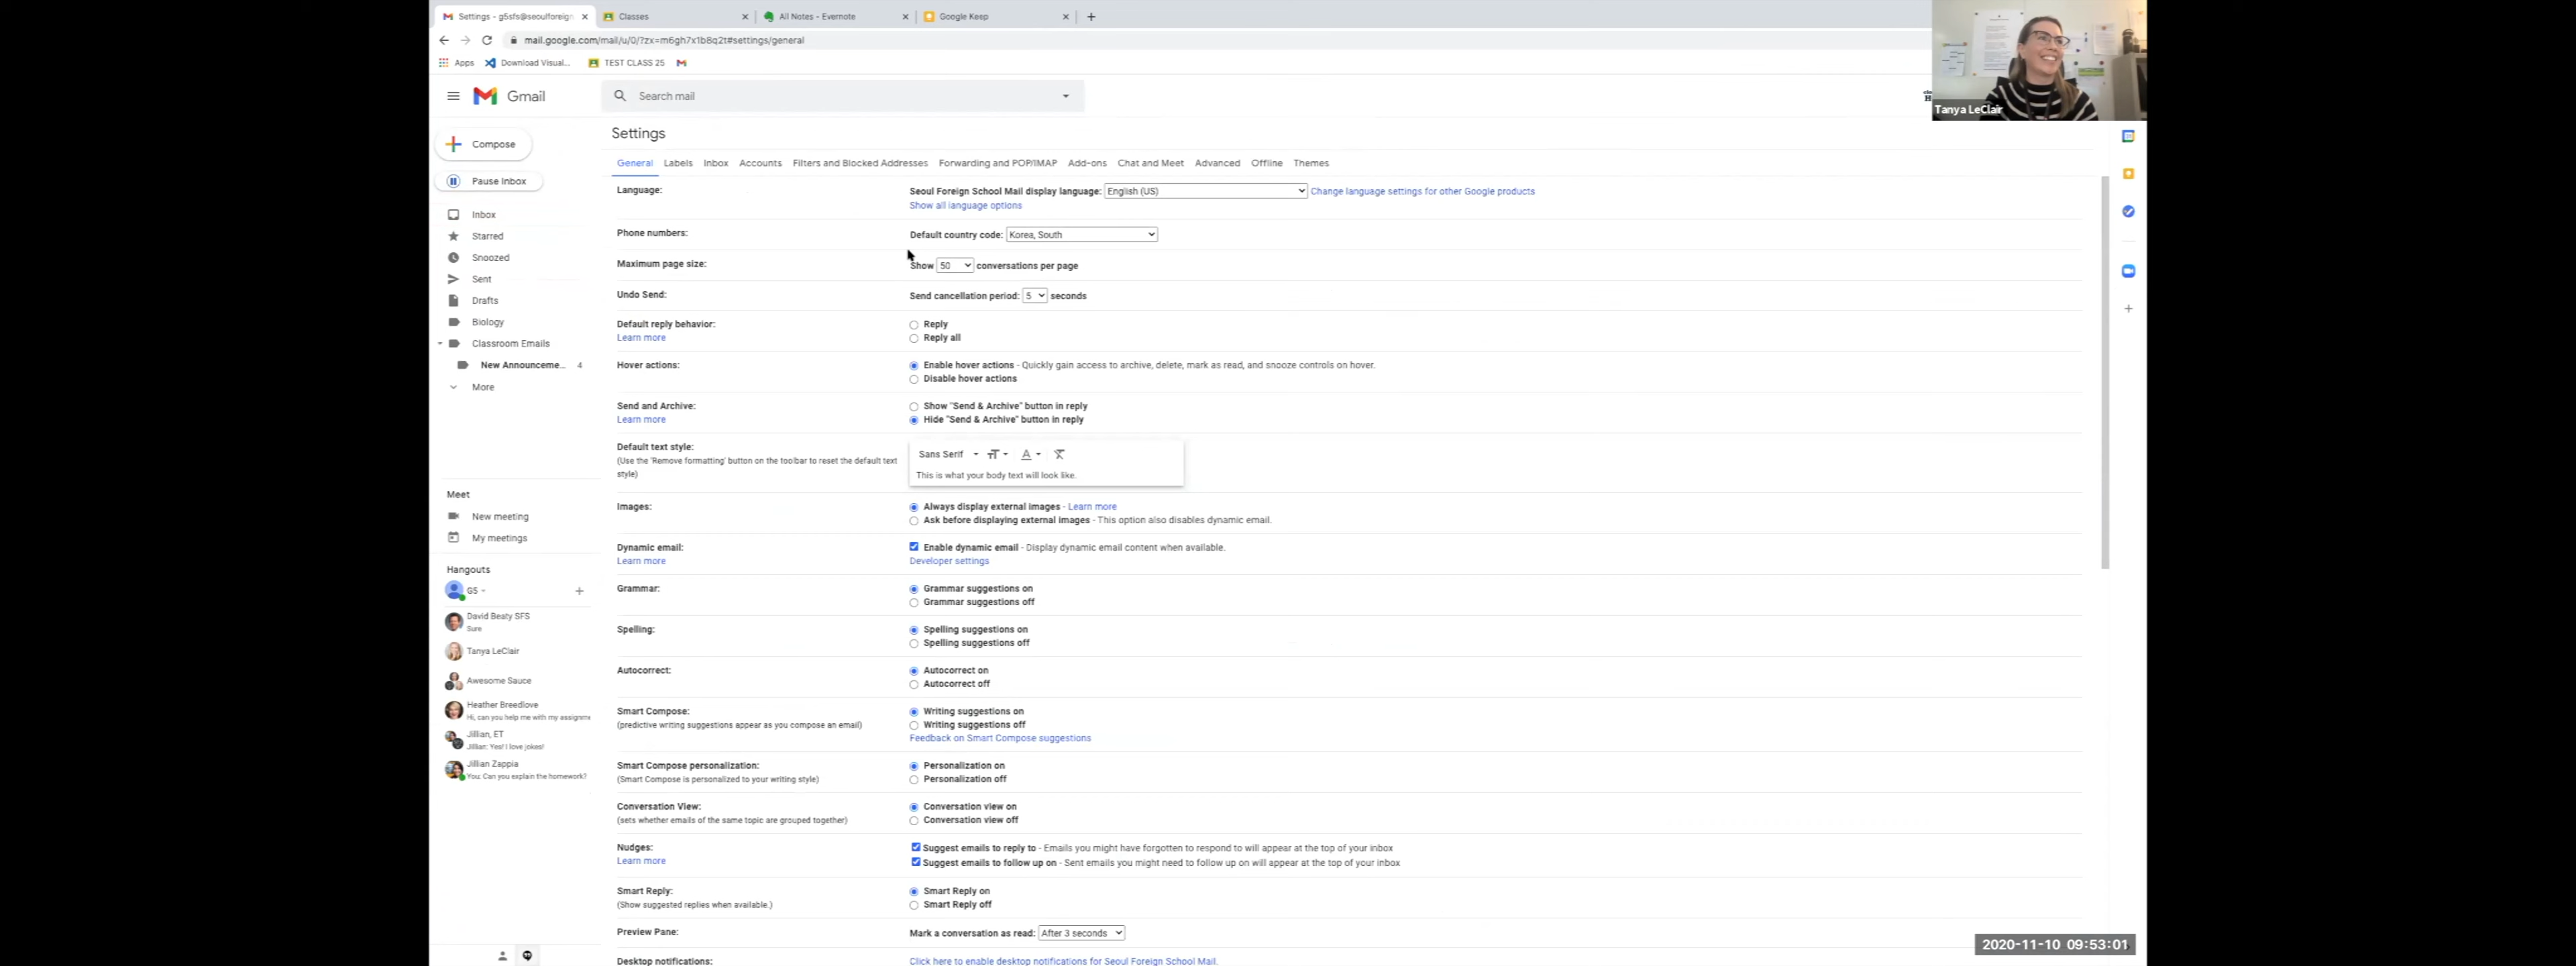 Settings - g5sfs@seoulforeign
Classes
All Notes - Evernote
Google Keep
mail.google.com/mail/u/0/?zx=m6gh7x1b8q2t#settings/general
Apps
Download Visual...
TEST CLASS 25
Gmail
Search mail
Tanya LeClair
Settings
Compose
General Labels Inbox Accounts Filters and Blocked Addresses Forwarding and POP/IMAP Add-ons Chat and Meet Advanced Offline Themes
Pause Inbox
Inbox
Starred
Snoozed
Sent
Drafts
Biology
Classroom Emails
New Announceme... 4
More
Meet
New meeting
My meetings
Hangouts
G5
David Beaty SFS
Sure
Tanya LeClair
Awesome Sauce
Heather Breedlove
Hi, can you help me with my assignme
Jillian, ET
Jillian: Yes! I love jokes!
Jillian Zappia
You: Can you explain the homework?
Language: Seoul Foreign School Mail display language: English (US) Change language settings for other Google products
Show all language options
Phone numbers: Default country code: Korea, South
Maximum page size: Show 50 conversations per page
Undo Send: Send cancellation period: 5 seconds
Default reply behavior: Reply
Learn more Reply all
Hover actions: Enable hover actions - Quickly gain access to archive, delete, mark as read, and snooze controls on hover.
Disable hover actions
Send and Archive: Show "Send & Archive" button in reply
Learn more Hide "Send & Archive" button in reply
Default text style:
(Use the 'Remove formatting' button on the toolbar to reset the default text
style)
Sans Serif
This is what your body text will look like.
Images: Always display external images - Learn more
Ask before displaying external images - This option also disables dynamic email.
Dynamic email: Enable dynamic email - Display dynamic email content when available.
Learn more Developer settings
Grammar: Grammar suggestions on
Grammar suggestions off
Spelling: Spelling suggestions on
Spelling suggestions off
Autocorrect: Autocorrect on
Autocorrect off
Smart Compose: Writing suggestions on
(predictive writing suggestions appear as you compose an email) Writing suggestions off
Feedback on Smart Compose suggestions
Smart Compose personalization: Personalization on
(Smart Compose is personalized to your writing style) Personalization off
Conversation View: Conversation view on
(sets whether emails of the same topic are grouped together) Conversation view off
Nudges: Suggest emails to reply to - Emails you might have forgotten to respond to will appear at the top of your inbox
Learn more Suggest emails to follow up on - Sent emails you might need to follow up on will appear at the top of your inbox
Smart Reply: Smart Reply on
(Show suggested replies when available.) Smart Reply off
Preview Pane: Mark a conversation as read: After 3 seconds
Desktop notifications: Click here to enable desktop notifications for Seoul Foreign School Mail.
2020-11-10 09:53:01